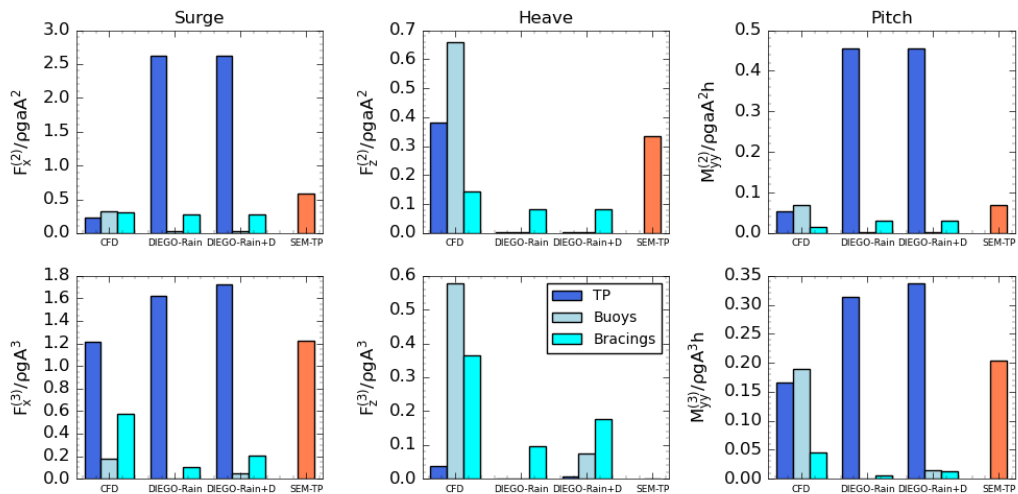 Surge
Heave
Pitch
F_x^(2)/ρgaA^2
3.0
2.5
2.0
1.5
1.0
0.5
0.0
CFD DIEGO-Rain DIEGO-Rain+D SEM-TP
F_z^(2)/ρgaA^2
0.7
0.6
0.5
0.4
0.3
0.2
0.1
0.0
CFD DIEGO-Rain DIEGO-Rain+D SEM-TP
M_yy^(2)/ρgaA^2h
0.5
0.4
0.3
0.2
0.1
0.0
CFD DIEGO-Rain DIEGO-Rain+D SEM-TP
F_x^(3)/ρgA^3
1.8
1.6
1.4
1.2
1.0
0.8
0.6
0.4
0.2
0.0
CFD DIEGO-Rain DIEGO-Rain+D SEM-TP
F_z^(3)/ρgA^3
0.6
0.5
0.4
0.3
0.2
0.1
0.0
TP
Buoys
Bracings
CFD DIEGO-Rain DIEGO-Rain+D SEM-TP
M_yy^(3)/ρgA^3h
0.35
0.30
0.25
0.20
0.15
0.10
0.05
0.00
CFD DIEGO-Rain DIEGO-Rain+D SEM-TP